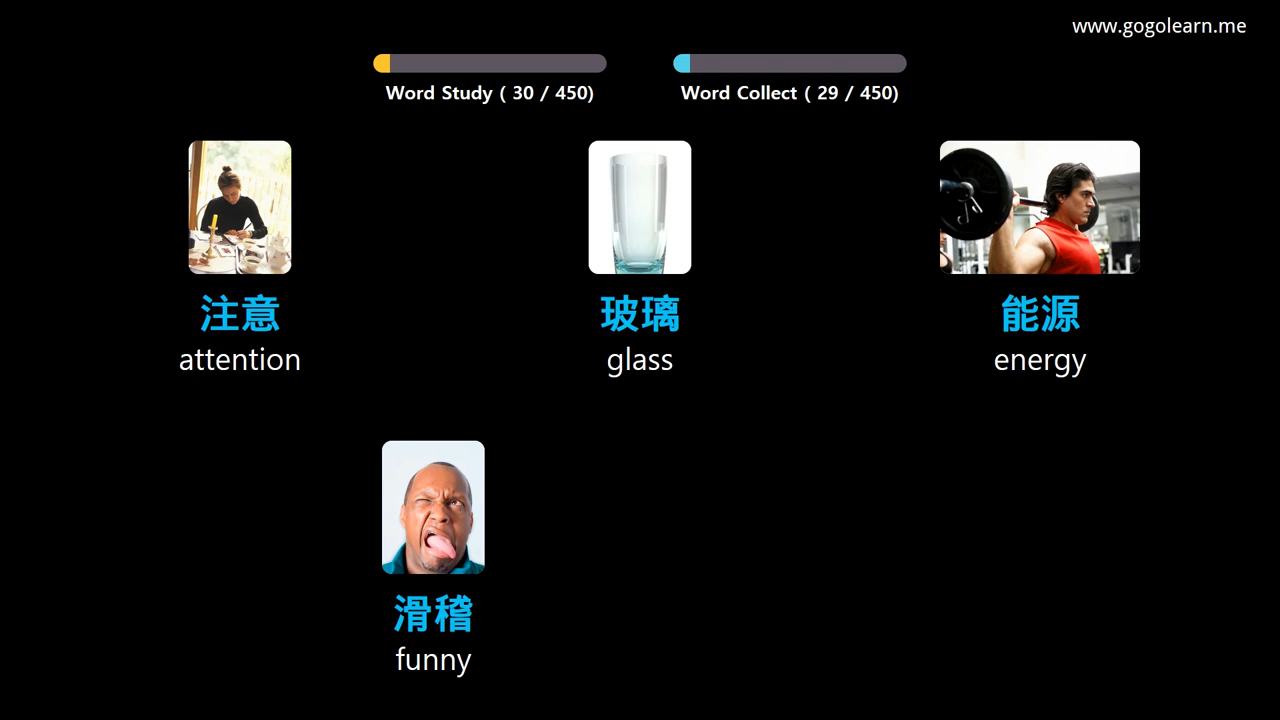 www.gogolearn.me
Word Study ( 30 / 450)
Word Collect ( 29 / 450)
注意
attention
玻璃
glass
能源
energy
滑稽
funny